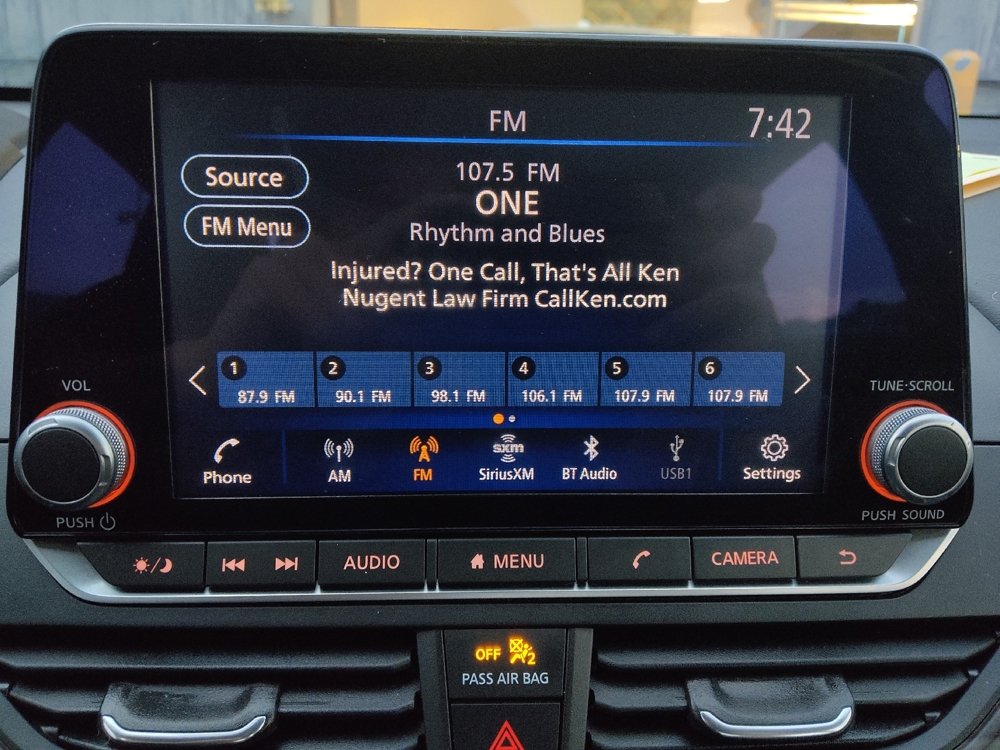 FM
7:42
Source
FM Menu
107.5 FM
ONE
Rhythm and Blues
Injured? One Call, That's All Ken
Nugent Law Firm CallKen.com
1
87.9 FM
2
90.1 FM
3
98.1 FM
4
106.1 FM
5
107.9 FM
6
107.9 FM
Phone
AM
FM
sxm
SiriusXM
BT Audio
USB1
Settings
VOL
PUSH
TUNE·SCROLL
PUSH SOUND
AUDIO
MENU
CAMERA
OFF
2
PASS AIR BAG